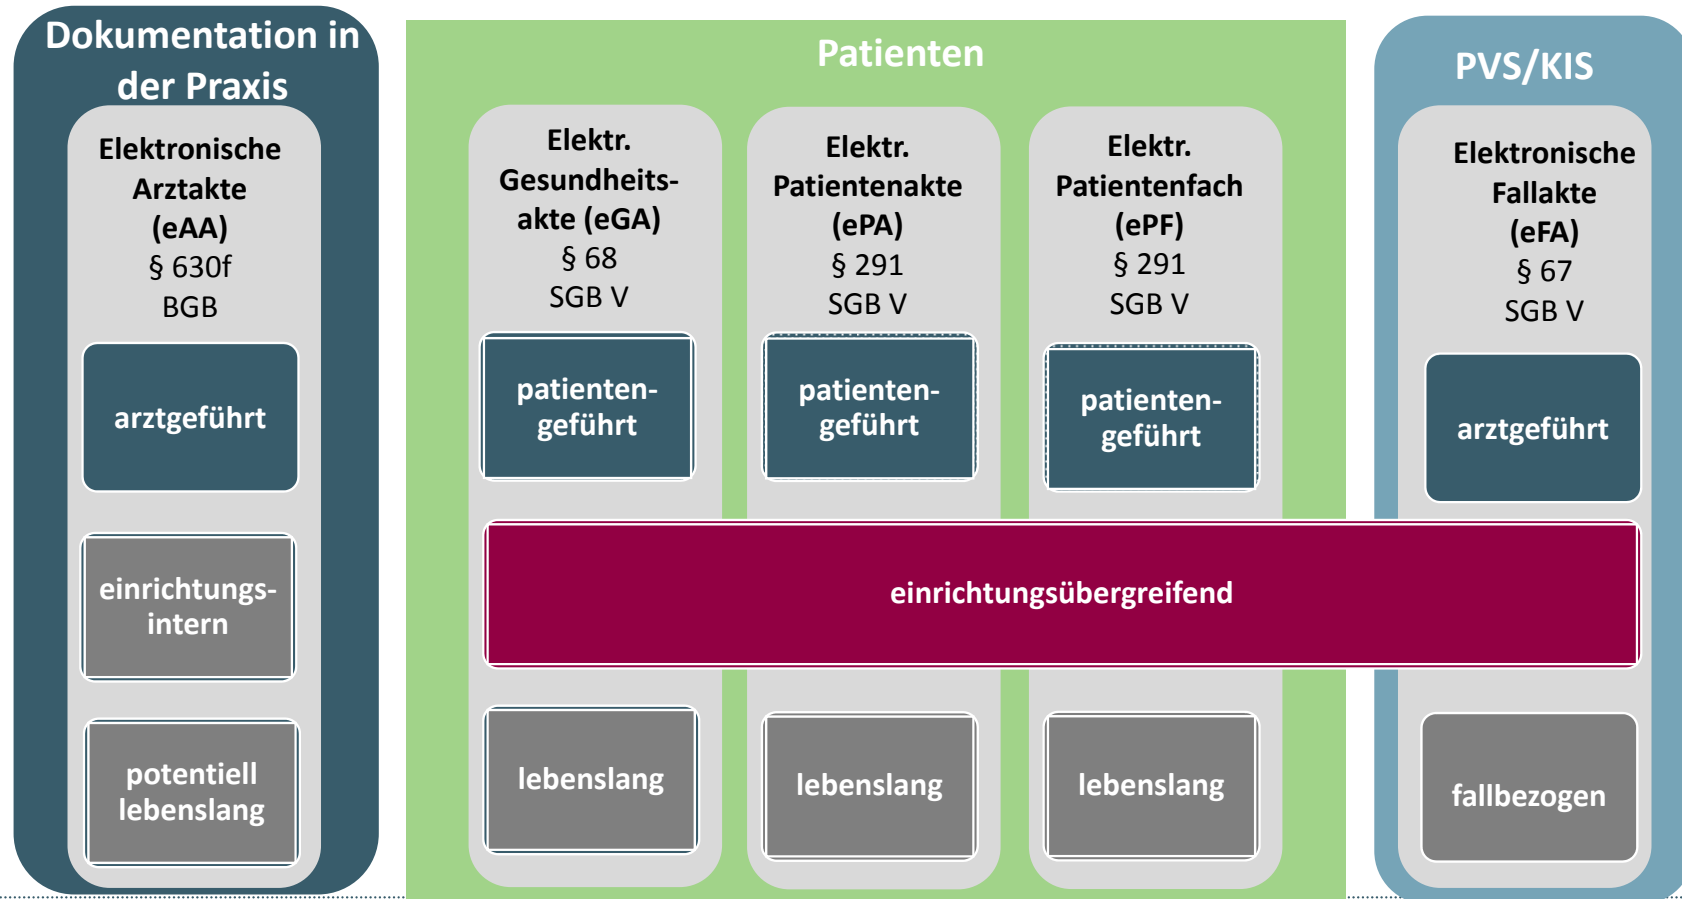 Dokumentation in
der Praxis
Elektronische
Arztakte
(eAA)
§ 630f
BGB
arztgeführt
einrichtungs-
intern
potentiell
lebenslang
Patienten
Elektr.
Gesundheits-
akte (eGA)
§ 68
SGB V
patienten-
geführt
lebenslang
Elektr.
Patientenakte
(ePA)
§ 291
SGB V
patienten-
geführt
lebenslang
Elektr.
Patientenfach
(ePF)
§ 291
SGB V
patienten-
geführt
lebenslang
einrichtungsübergreifend
PVS/KIS
Elektronische
Fallakte
(eFA)
§ 67
SGB V
arztgeführt
fallbezogen